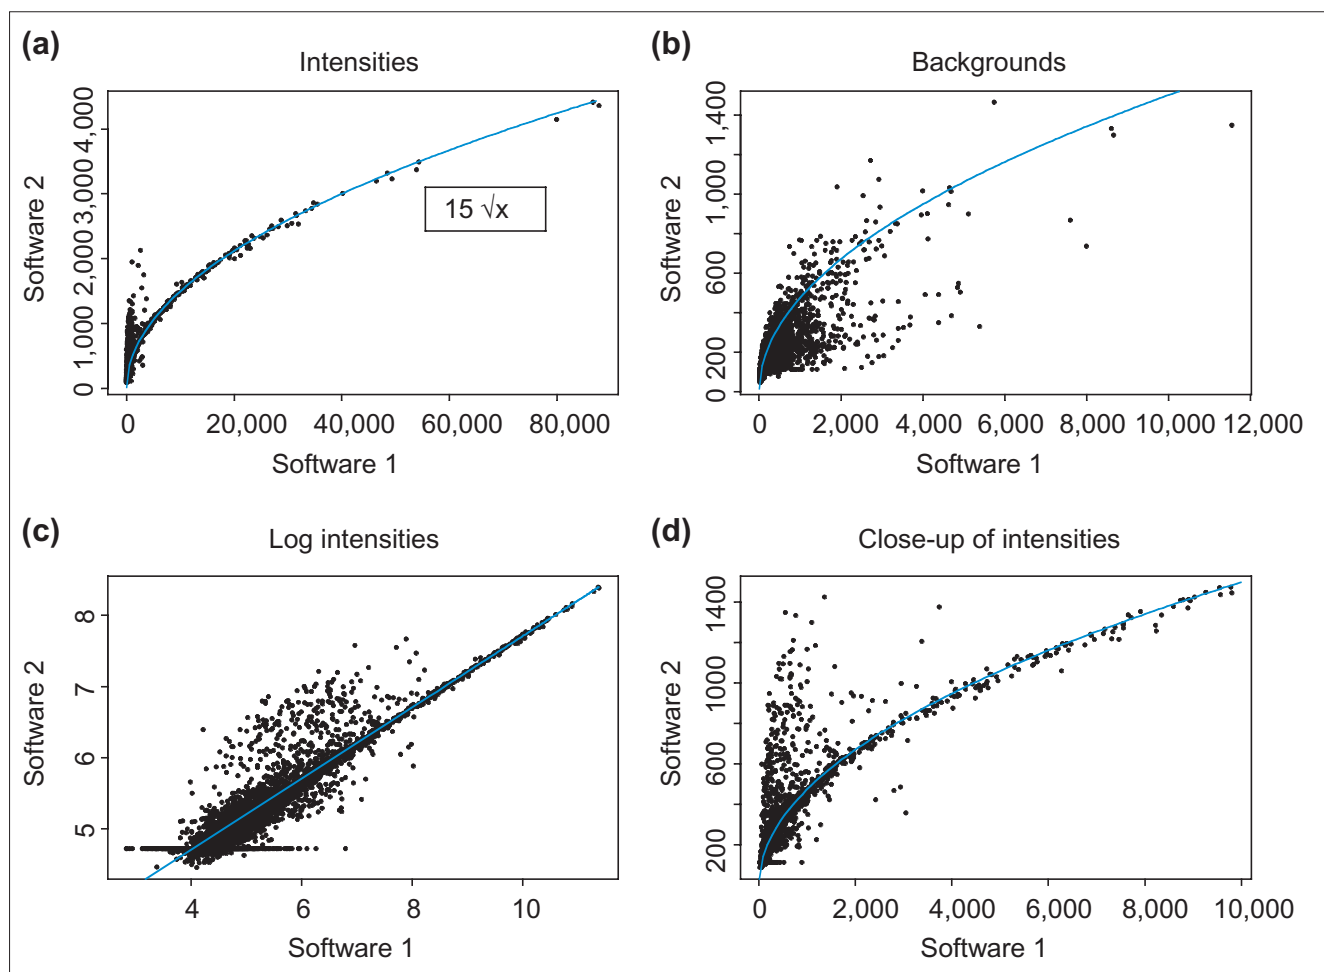 (a)
Intensities
Software 2
0 1,000 2,000 3,000 4,000
15 √x
0 20,000 40,000 60,000 80,000
Software 1
(b)
Backgrounds
Software 2
0 200 600 1,000 1,400
0 2,000 4,000 6,000 8,000 10,000 12,000
Software 1
(c)
Log intensities
Software 2
8
7
6
5
4 6 8 10
Software 1
(d)
Close-up of intensities
Software 2
200 600 1000 1400
0 2,000 4,000 6,000 8,000 10,000
Software 1